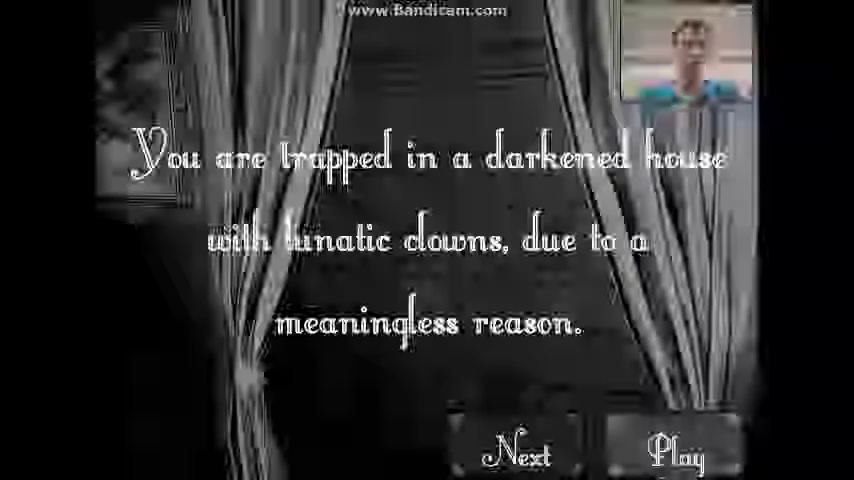 www.Bandicam.com
You are trapped in a darkened house
with lunatic clowns, due to a
meaningless reason.
Next
Play